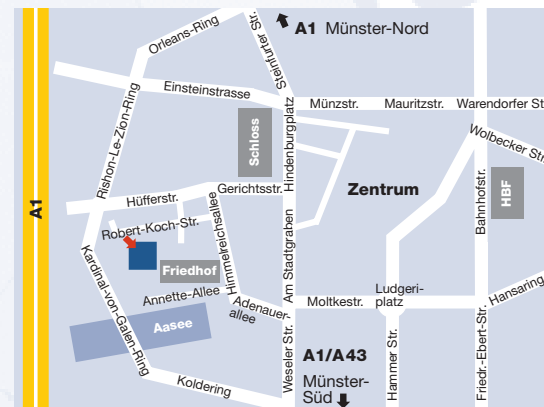 Orleans-Ring
Steinfurter Str.
A1 Münster-Nord
Einsteinstrasse
Münzstr.
Mauritzstr.
Warendorfer St
Rishon-Le-Zion-Ring
Schloss
Hindenburgplatz
Wolbecker Str
Zentrum
HBF
Bahnhofstr.
A1
Hüfferstr.
Gerichtsstr.
Robert-Koch-Str.
Himmelreichsallee
Am Stadtgraben
Friedhof
Kardinal-von-Galen-Ring
Annette-Allee
Adenauer-
allee
Moltkestr.
Ludgeri-
platz
Hansaring
Aasee
Weseler Str.
A1/A43
Münster-
Süd
Hammer Str.
Friedr.-Ebert-Str.
Koldering